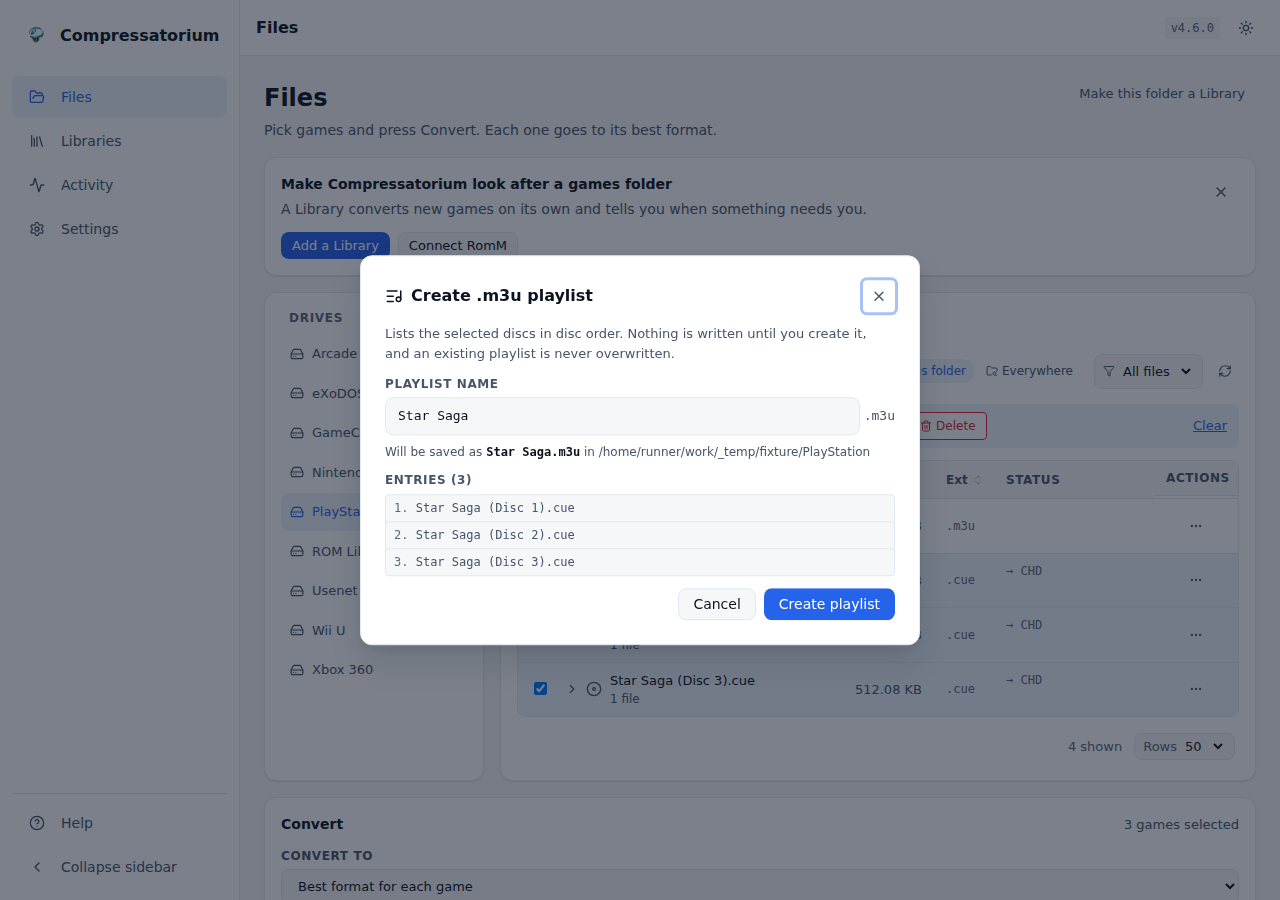 Compressatorium
Files
v4.6.0
Files
Libraries
Activity
Settings
Help
Collapse sidebar
Files
Make this folder a Library
Pick games and press Convert. Each one goes to its best format.
Make Compressatorium look after a games folder
A Library converts new games on its own and tells you when something needs you.
Add a Library
Connect RomM
DRIVES
Arcade
PlaySta
Usenet
Wii U
Xbox 360
folder
Everywhere
All files
Delete
Clear
Ext
STATUS
ACTIONS
.m3u
.cue
→ CHD
.cue
→ CHD
1 file
Star Saga (Disc 3).cue
1 file
512.08 KB
.cue
→ CHD
4 shown
Rows 50
Convert
3 games selected
CONVERT TO
Best format for each game
Create .m3u playlist
Lists the selected discs in disc order. Nothing is written until you create it,
and an existing playlist is never overwritten.
PLAYLIST NAME
Star Saga
.m3u
Will be saved as Star Saga.m3u in /home/runner/work/_temp/fixture/PlayStation
ENTRIES (3)
1. Star Saga (Disc 1).cue
2. Star Saga (Disc 2).cue
3. Star Saga (Disc 3).cue
Cancel
Create playlist